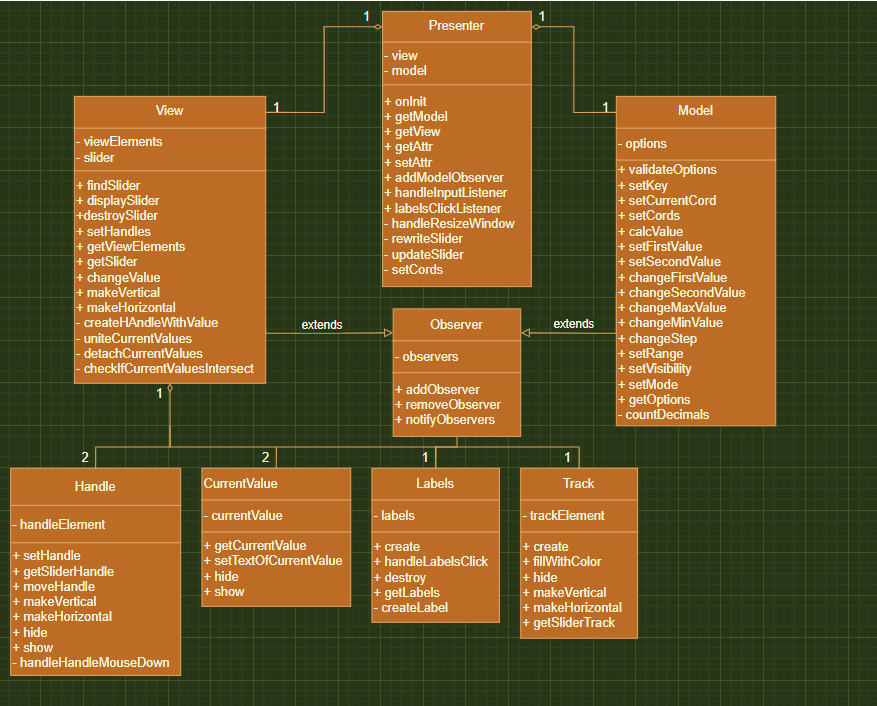 1
1
Presenter
- view
- model
+ onInit
+ getModel
+ getView
+ getAttr
+ setAttr
+ addModelObserver
+ handleInputListener
+ labelsClickListener
- handleResizeWindow
- rewriteSlider
- updateSlider
- setCords
1
View
- viewElements
- slider
+ findSlider
+ displaySlider
+destroySlider
+ setHandles
+ getViewElements
+ getSlider
+ changeValue
+ makeVertical
+ makeHorizontal
- createHAndleWithValue
- uniteCurrentValues
- detachCurrentValues
- checkIfCurrentValuesIntersect
1
Model
- options
+ validateOptions
+ setKey
+ setCurrentCord
+ setCords
+ calcValue
+ setFirstValue
+ setSecondValue
+ changeFirstValue
+ changeSecondValue
+ changeMaxValue
+ changeMinValue
+ changeStep
+ setRange
+ setVisibility
+ setMode
+ getOptions
- countDecimals
extends
extends
Observer
- observers
+ addObserver
+ removeObserver
+ notifyObservers
1
2
2
1
1
Handle
- handleElement
+ setHandle
+ getSliderHandle
+ moveHandle
+ makeVertical
+ makeHorizontal
+ hide
+ show
- handleHandleMouseDown
CurrentValue
- currentValue
+ getCurrentValue
+ setTextOfCurrentValue
+ hide
+ show
Labels
- labels
+ create
+ handleLabelsClick
+ destroy
+ getLabels
- createLabel
Track
- trackElement
+ create
+ fillWithColor
+ hide
+ makeVertical
+ makeHorizontal
+ getSliderTrack